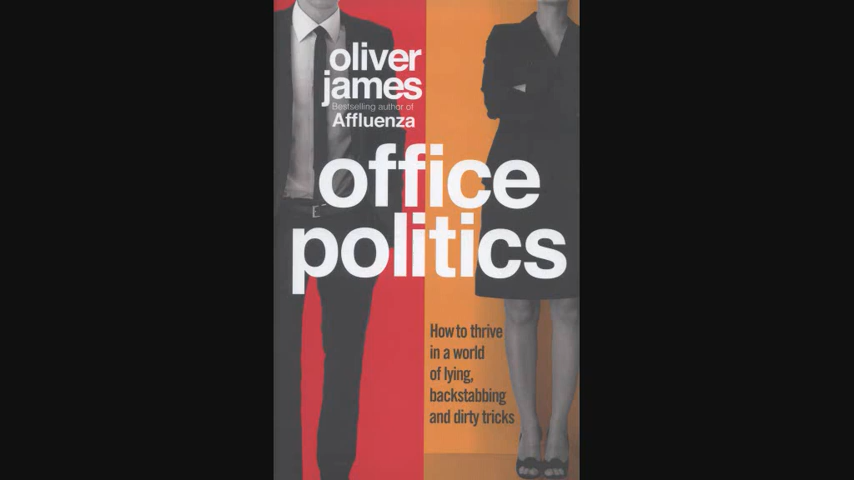 oliver
james
Bestselling author of
Affluenza
office
politics
How to thrive
in a world
of lying,
backstabbing
and dirty tricks